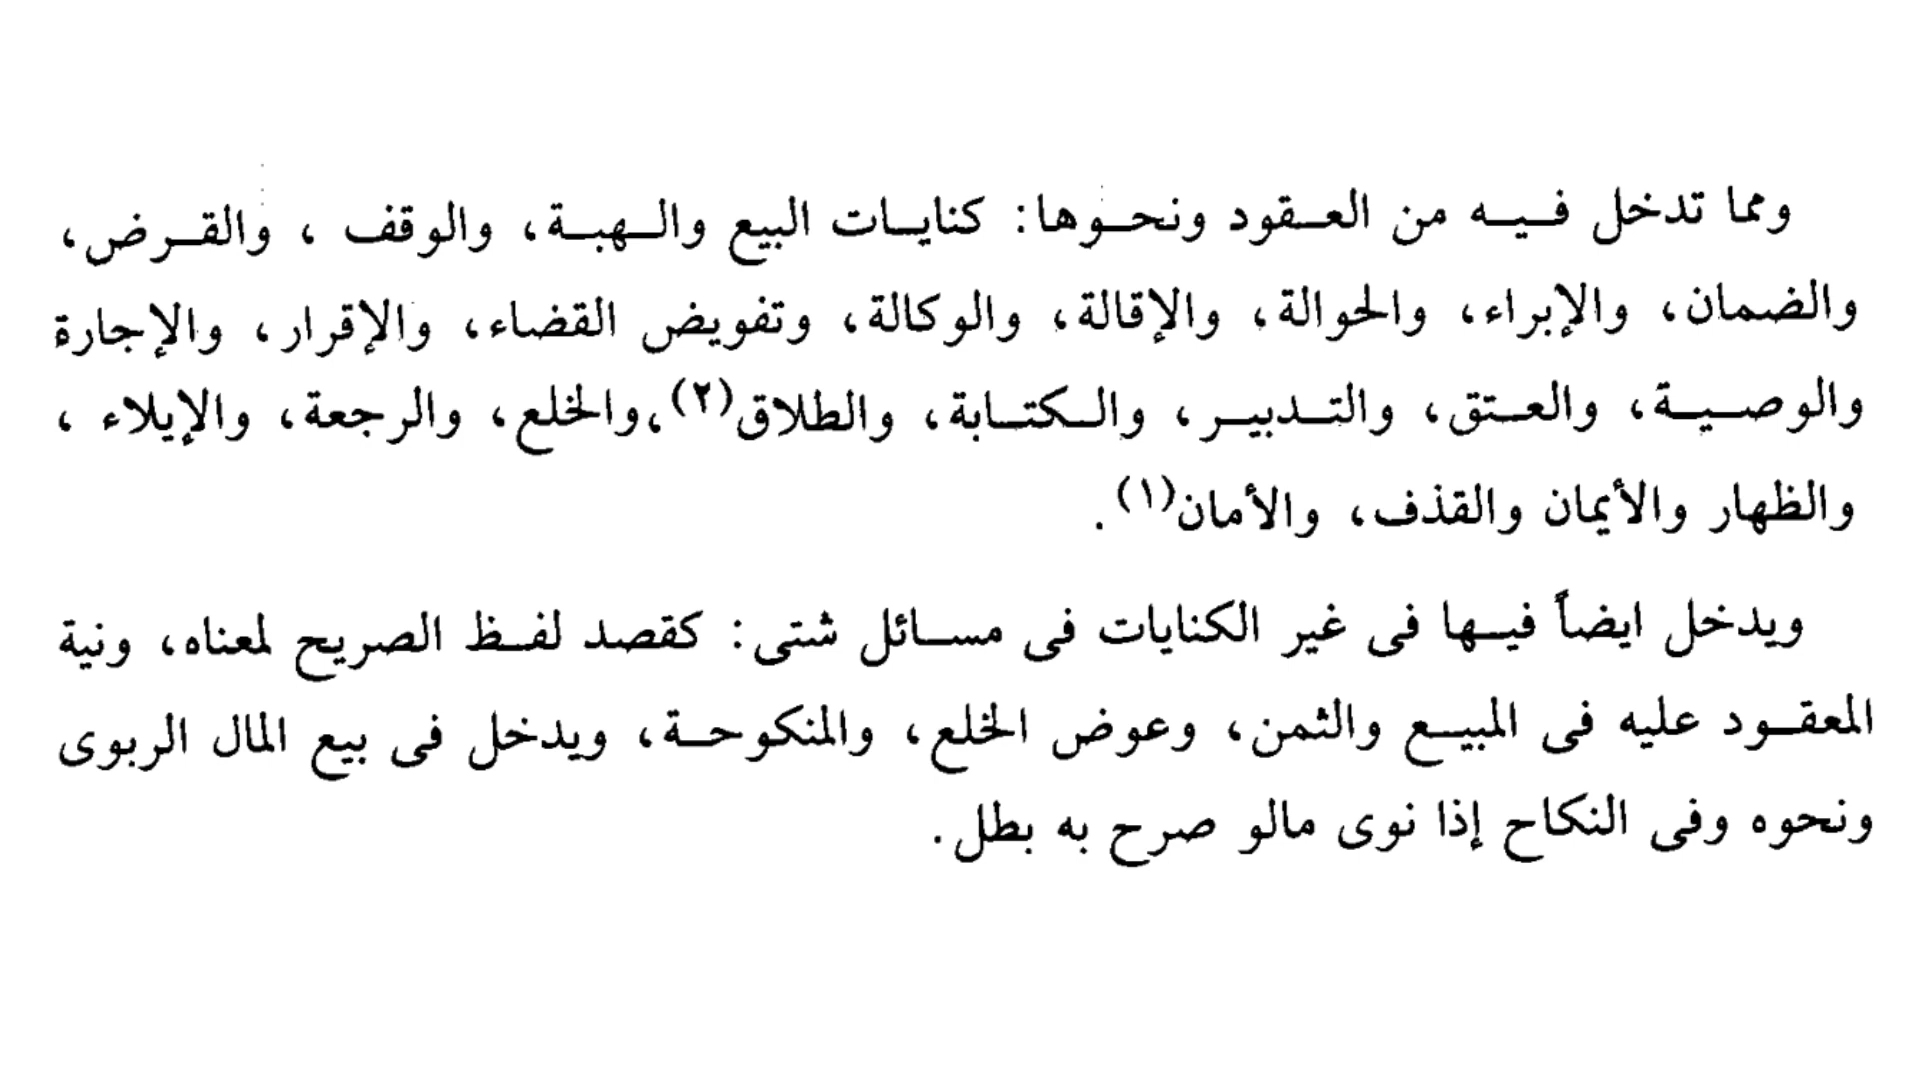 ومما تدخل فيه من العقود ونحوها: كنايات البيع والهبة، والوقف ، والقرض،
والضمان، والإبراء، والحوالة، والإقالة، والوكالة، وتفويض القضاء، والإقرار، والإجارة
والوصية، والعتق، والتدبير، والكتابة، والطلاق(٢)،والخلع، والرجعة، والإيلاء ،
والظهار والأيمان والقذف، والأمان(١).
ويدخل ايضاً فيها فى غير الكنايات فى مسائل شتى: كقصد لفظ الصريح لمعناه، ونية
المعقود عليه فى المبيع والثمن، وعوض الخلع، والمنكوحة، ويدخل فى بيع المال الربوى
ونحوه وفى النكاح إذا نوى مالو صرح به بطل.